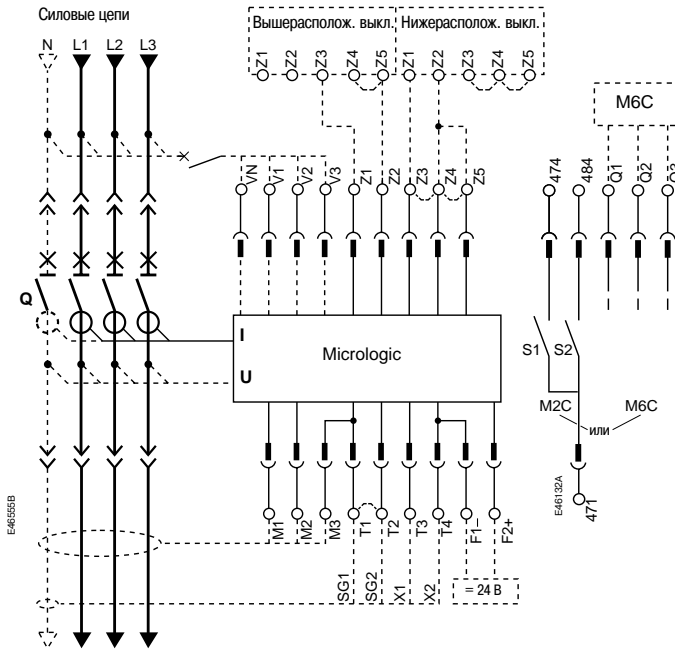 Силовые цепи
N L1 L2 L3
Вышерасполож. выкл. Нижерасполож. выкл.
Z1 Z2 Z3 Z4 Z5 Z1 Z2 Z3 Z4 Z5
M6C
VN V1 V2 V3 Z1 Z2 Z3 Z4 Z5
474 484 Q1 Q2 Q3
Q
I
Micrologic
U
S1 S2
M2C или M6C
471
E46555B
E46132A
M1 M2 M3 T1 T2 T3 T4 F1– F2+
SG1 SG2 X1 X2
= 24 В